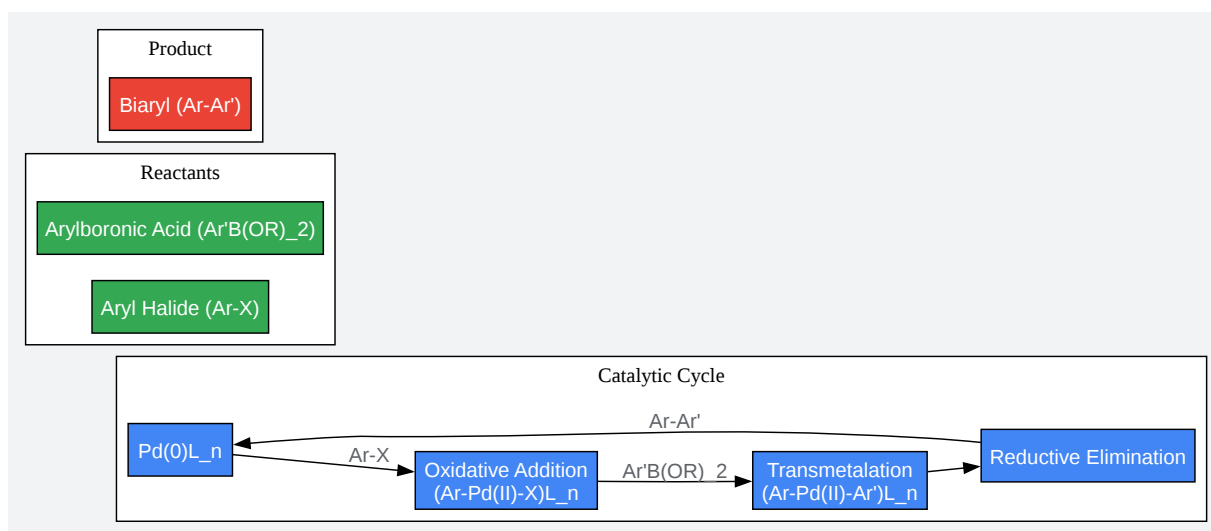 Product
Biaryl (Ar-Ar')
Reactants
Arylboronic Acid (Ar'B(OR)_2)
Aryl Halide (Ar-X)
Catalytic Cycle
Ar-Ar'
Pd(0)L_n
Ar-X
Oxidative Addition
(Ar-Pd(II)-X)L_n
Ar'B(OR)_2
Transmetalation
(Ar-Pd(II)-Ar')L_n
Reductive Elimination